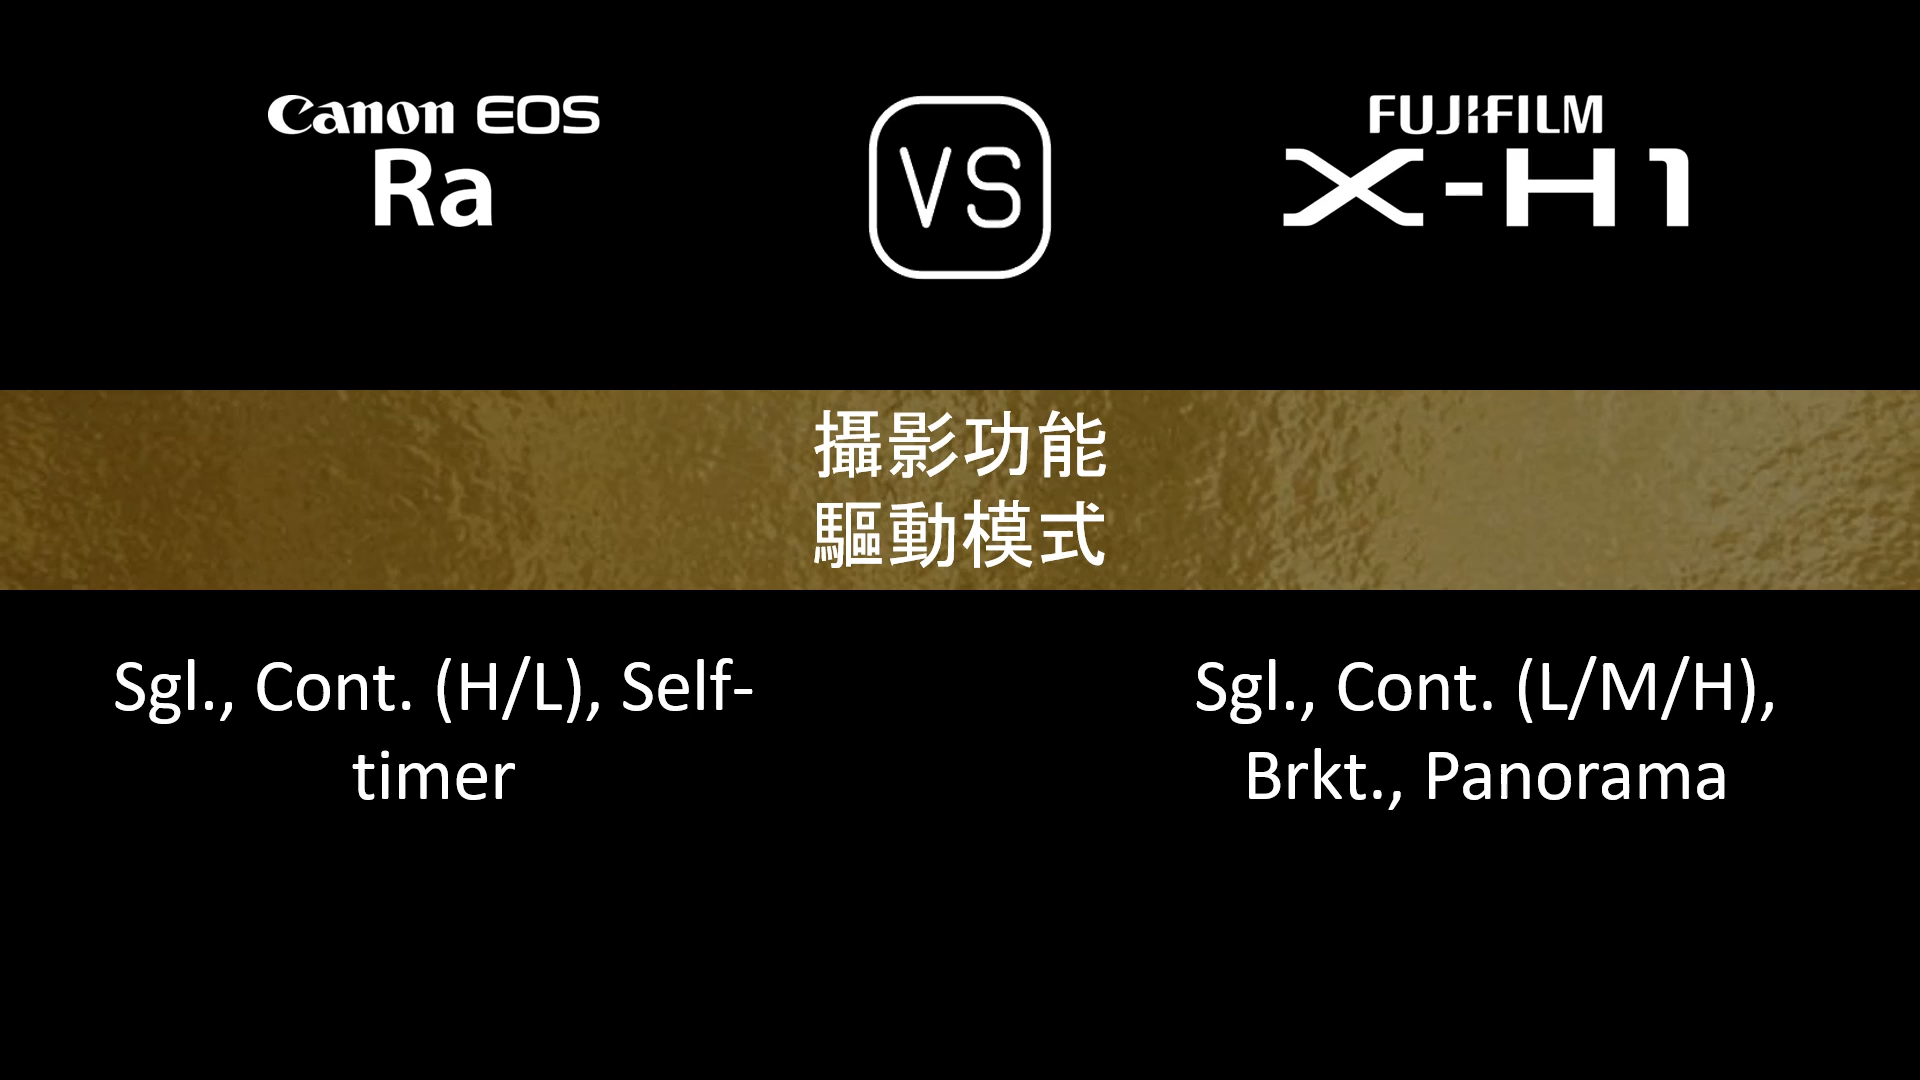 Canon EOS
Ra
VS
FUJIFILM
X-H1
攝影功能
驅動模式
Sgl., Cont. (H/L), Self-
timer
Sgl., Cont. (L/M/H),
Brkt., Panorama